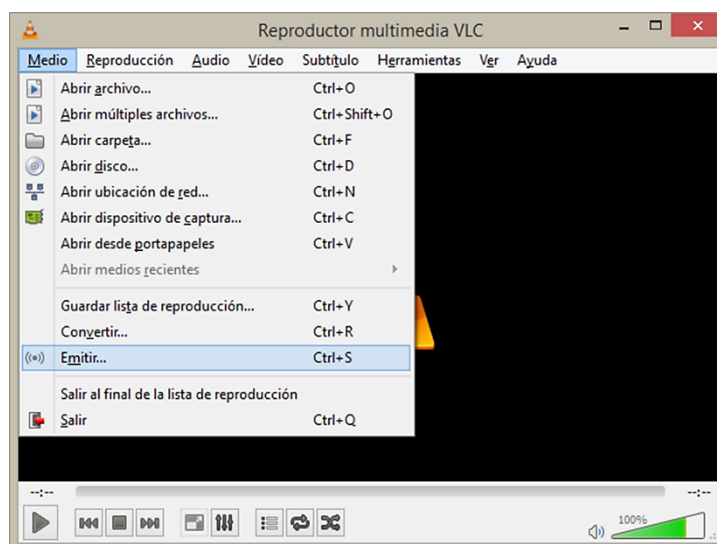 Reproductor multimedia VLC
Medio Reproducción Audio Vídeo Subtítulo Herramientas Ver Ayuda
Abrir archivo... Ctrl+O
Abrir múltiples archivos... Ctrl+Shift+O
Abrir carpeta... Ctrl+F
Abrir disco... Ctrl+D
Abrir ubicación de red... Ctrl+N
Abrir dispositivo de captura... Ctrl+C
Abrir desde portapapeles Ctrl+V
Abrir medios recientes
Guardar lista de reproducción... Ctrl+Y
Convertir... Ctrl+R
Emitir... Ctrl+S
Salir al final de la lista de reproducción
Salir Ctrl+Q
--:-- --:--
100%